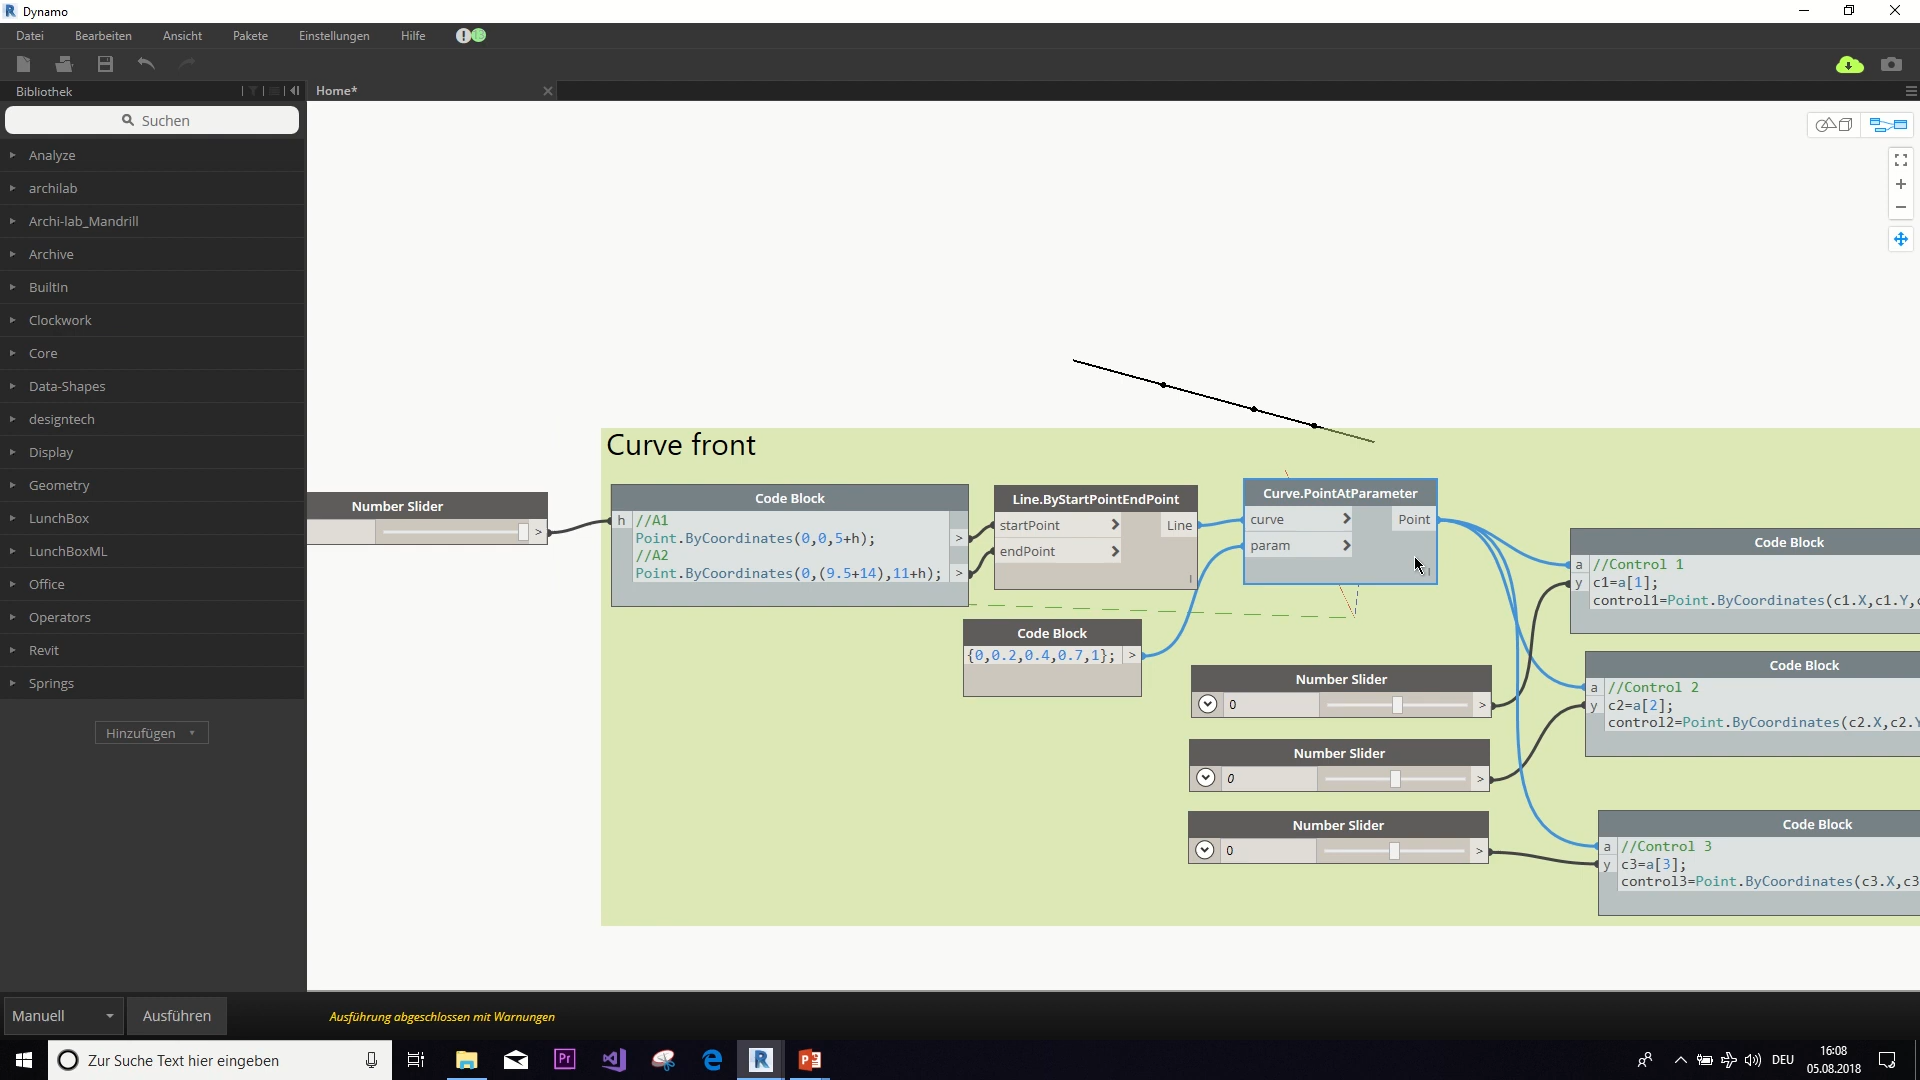 Dynamo
Datei Bearbeiten Ansicht Pakete Einstellungen Hilfe
Bibliothek
Home*
Suchen
Analyze
archilab
Archi-lab_Mandrill
Archive
BuiltIn
Clockwork
Core
Data-Shapes
designtech
Display
Geometry
LunchBox
LunchBoxML
Office
Operators
Revit
Springs
Hinzufügen
Curve front
Number Slider
>
Code Block
h
//A1
Point.ByCoordinates(0,0,5+h); >
//A2
Point.ByCoordinates(0,(9.5+14),11+h); >
Line.ByStartPointEndPoint
startPoint > Line
endPoint >
Curve.PointAtParameter
curve > Point
param >
Code Block
{0,0.2,0.4,0.7,1}; >
Number Slider
0 >
Number Slider
0 >
Number Slider
0 >
Code Block
a //Control 1
y c1=a[1];
control1=Point.ByCoordinates(c1.X,c1.Y,c
Code Block
a //Control 2
y c2=a[2];
control2=Point.ByCoordinates(c2.X,c2.Y
Code Block
a //Control 3
y c3=a[3];
control3=Point.ByCoordinates(c3.X,c3
Manuell
Ausführen
Ausführung abgeschlossen mit Warnungen
Zur Suche Text hier eingeben
DEU
16:08
05.08.2018